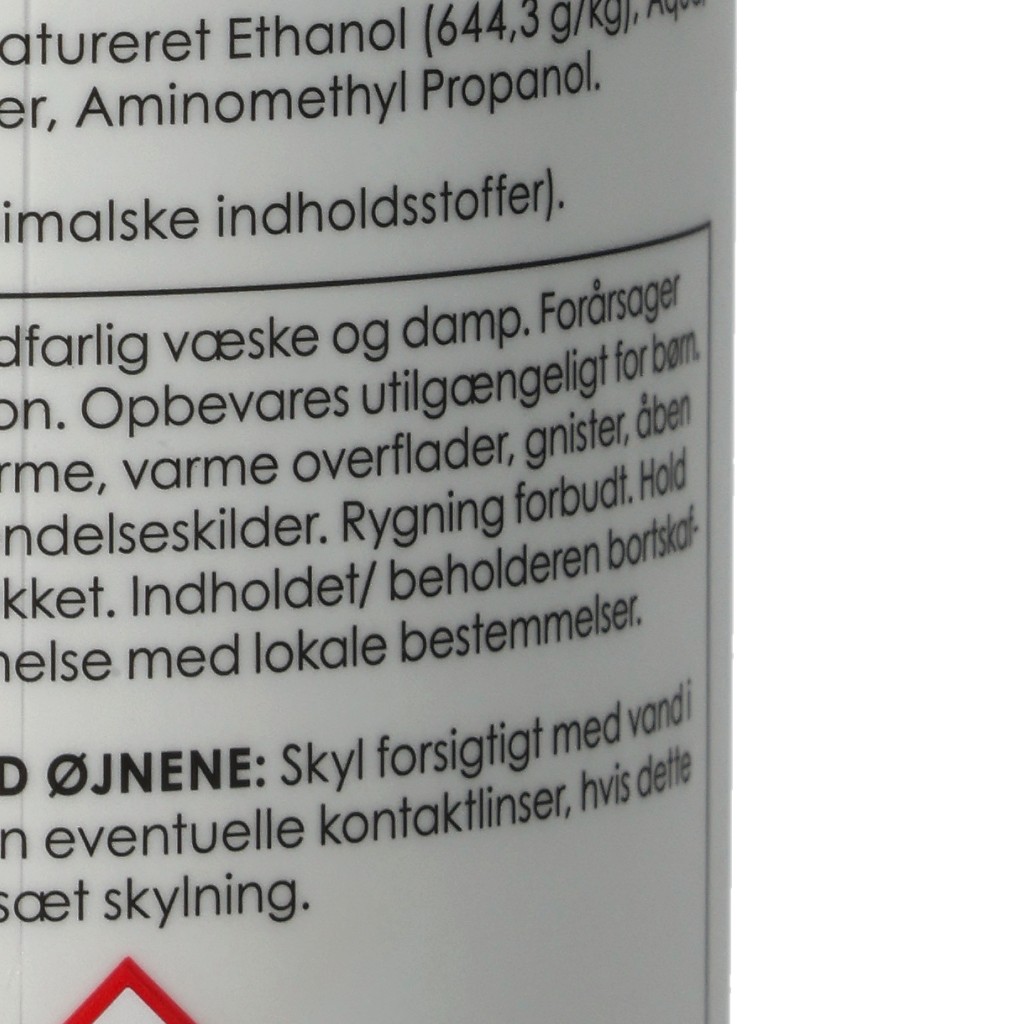 atureret Ethanol (644,3 g/kg), Aqua
er, Aminomethyl Propanol.
imalske indholdsstoffer).
dfarlig væske og damp. Forårsager
on. Opbevares utilgængeligt for børn.
rme, varme overflader, gnister, åben
ndelseskilder. Rygning forbudt. Hold
kket. Indholdet/ beholderen bortskaf-
nelse med lokale bestemmelser.
D ØJNENE: Skyl forsigtigt med vand i
n eventuelle kontaktlinser, hvis dette
sæt skylning.